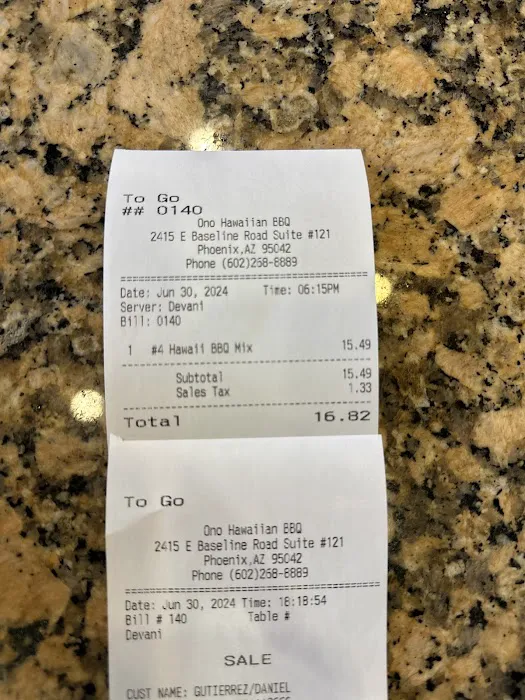 To Go
## 0140
Ono Hawaiian BBQ
2415 E Baseline Road Suite #121
Phoenix,AZ 95042
Phone (602)268-8889
Date: Jun 30, 2024 Time: 06:15PM
Server: Devani
Bill: 0140
1 #4 Hawaii BBQ Mix 15.49
Subtotal 15.49
Sales Tax 1.33
Total 16.82
To Go
Ono Hawaiian BBQ
2415 E Baseline Road Suite #121
Phoenix,AZ 95042
Phone (602)268-8889
Date: Jun 30, 2024 Time: 18:18:54
Bill # 140 Table #
Devani
SALE
CUST NAME: GUTIERREZ/DANIEL